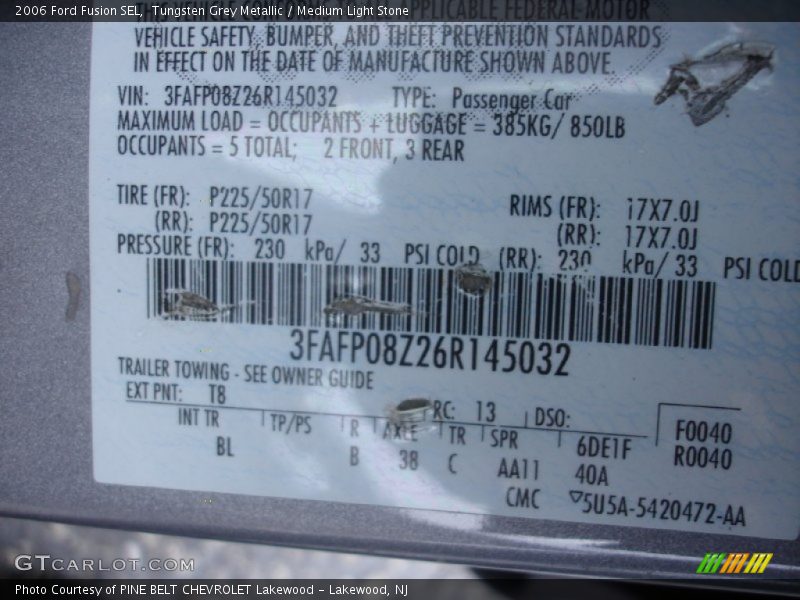 2006 Ford Fusion SEL, Tungsten Grey Metallic / Medium Light Stone
APPLICABLE FEDERAL MOTOR
VEHICLE SAFETY, BUMPER, AND THEFT PREVENTION STANDARDS
IN EFFECT ON THE DATE OF MANUFACTURE SHOWN ABOVE.
VIN: 3FAFP08Z26R145032 TYPE: Passenger Car
MAXIMUM LOAD = OCCUPANTS + LUGGAGE = 385KG/ 850LB
OCCUPANTS = 5 TOTAL; 2 FRONT, 3 REAR
TIRE (FR): P225/50R17 RIMS (FR): 17X7.0J
(RR): P225/50R17 (RR): 17X7.0J
PRESSURE (FR): 230 kPa/ 33 PSI COLD (RR): 230 kPa/ 33 PSI COLD
3FAFP08Z26R145032
TRAILER TOWING - SEE OWNER GUIDE
EXT PNT: T8 RC: 13 DSO: F0040
INT TR TP/PS R AXLE TR SPR 6DE1F R0040
BL B 38 C AA11 40A
CMC ▽5U5A-5420472-AA
GTCARLOT.COM
Photo Courtesy of PINE BELT CHEVROLET Lakewood - Lakewood, NJ